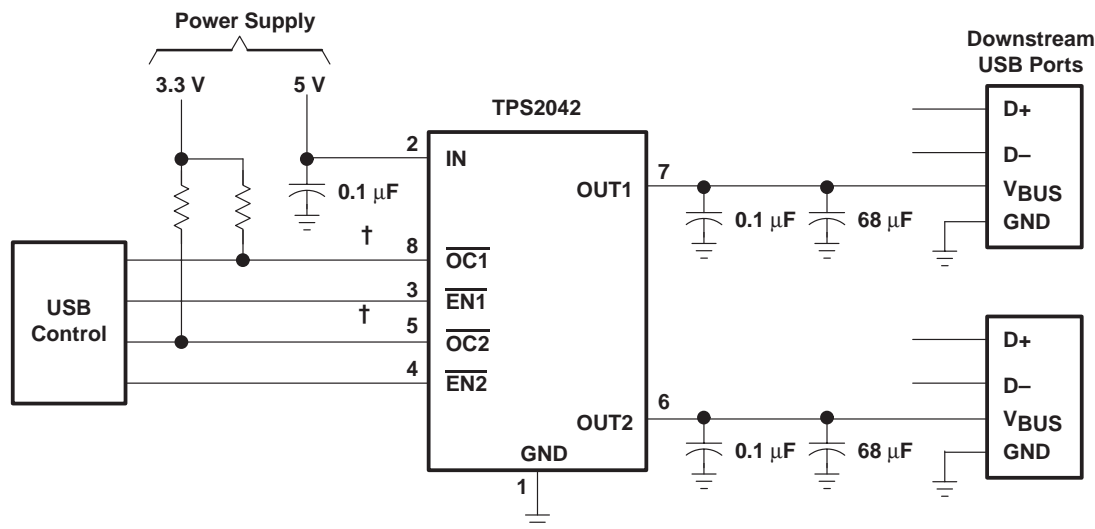 Power Supply
3.3 V
5 V
TPS2042
Downstream
USB Ports
2
IN
0.1 μF
†
8
OC1
3
EN1
†
5
OC2
4
EN2
USB
Control
OUT1
7
0.1 μF
68 μF
D+
D–
VBUS
GND
OUT2
6
0.1 μF
68 μF
GND
1
D+
D–
VBUS
GND